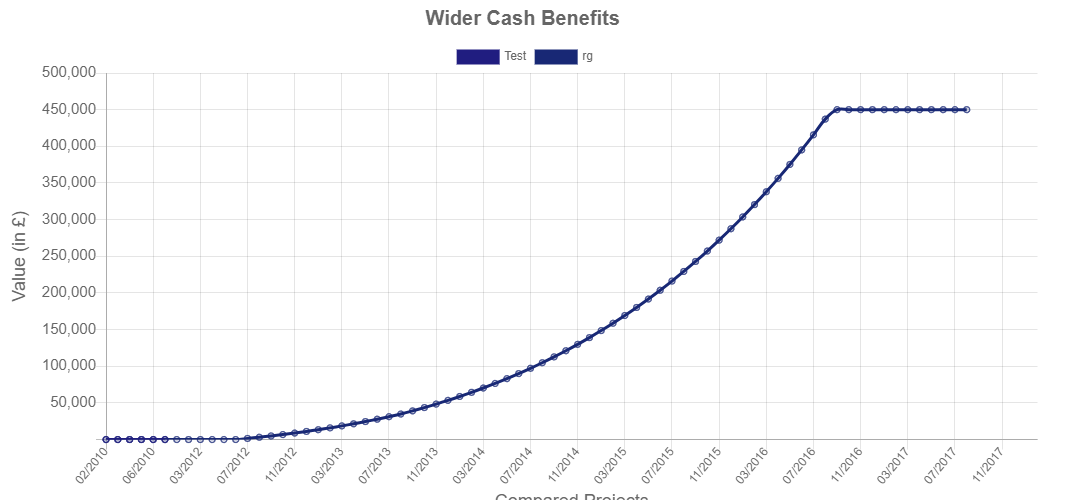 Wider Cash Benefits
Test rg
500,000
450,000
400,000
350,000
300,000
250,000
200,000
150,000
100,000
50,000
Value (in £)
02/2010 06/2010 03/2012 07/2012 11/2012 03/2013 07/2013 11/2013 03/2014 07/2014 11/2014 03/2015 07/2015 11/2015 03/2016 07/2016 11/2016 03/2017 07/2017 11/2017
Compared Projects